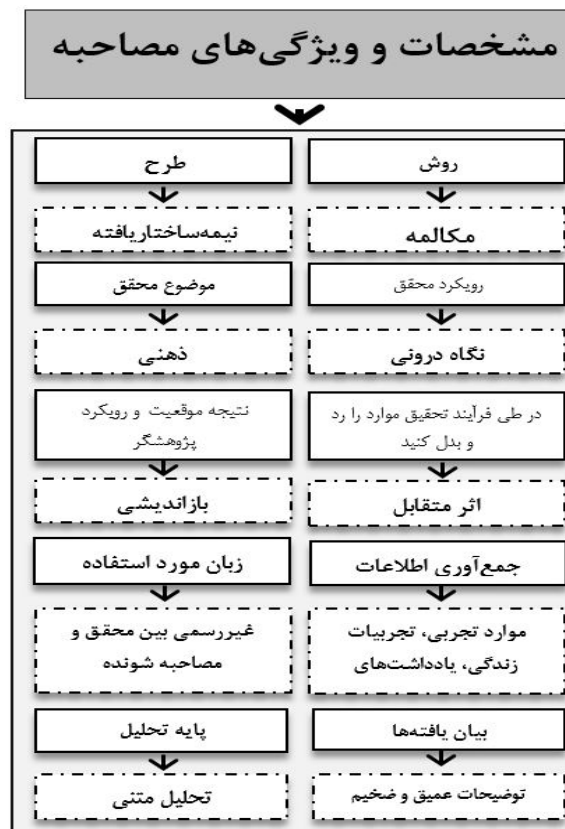 مشخصات و ویژگی‌های مصاحبه
روش
طرح
مکالمه
نیمه‌ساختاریافته
رویکرد محقق
موضوع محقق
نگاه درونی
ذهنی
در طی فرآیند تحقیق موارد را رد
و بدل کنید
نتیجه موقعیت و رویکرد
پژوهشگر
اثر متقابل
بازاندیشی
جمع‌آوری اطلاعات
زبان مورد استفاده
موارد تجربی، تجربیات
زندگی، یادداشت‌های
غیررسمی بین محقق و
مصاحبه شونده
بیان یافته‌ها
پایه تحلیل
توضیحات عمیق و ضخیم
تحلیل متنی